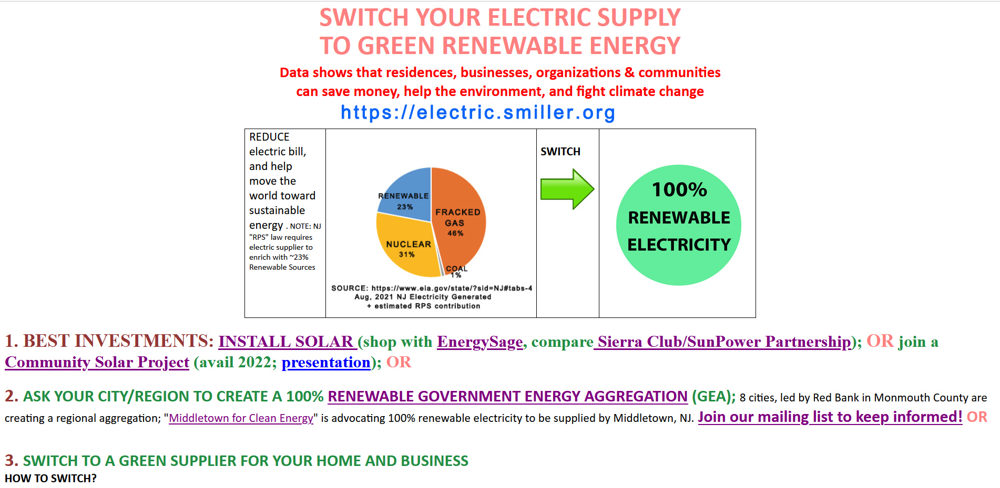 SWITCH YOUR ELECTRIC SUPPLY
TO GREEN RENEWABLE ENERGY
Data shows that residences, businesses, organizations & communities
can save money, help the environment, and fight climate change
https://electric.smiller.org
REDUCE
electric bill,
and help
move the
world toward
sustainable
energy . NOTE: NJ
"RPS" law requires
electric supplier to
enrich with ~23%
Renewable Sources
RENEWABLE
23%
FRACKED
GAS
46%
NUCLEAR
31%
COAL
1%
SOURCE: https://www.eia.gov/state/?sid=NJ#tabs-4
Aug, 2021 NJ Electricity Generated
+ estimated RPS contribution
SWITCH
100%
RENEWABLE
ELECTRICITY
1. BEST INVESTMENTS: INSTALL SOLAR (shop with EnergySage, compare Sierra Club/SunPower Partnership); OR join a
Community Solar Project (avail 2022; presentation); OR
2. ASK YOUR CITY/REGION TO CREATE A 100% RENEWABLE GOVERNMENT ENERGY AGGREGATION (GEA); 8 cities, led by Red Bank in Monmouth County are
creating a regional aggregation; "Middletown for Clean Energy" is advocating 100% renewable electricity to be supplied by Middletown, NJ. Join our mailing list to keep informed! OR
3. SWITCH TO A GREEN SUPPLIER FOR YOUR HOME AND BUSINESS
HOW TO SWITCH?